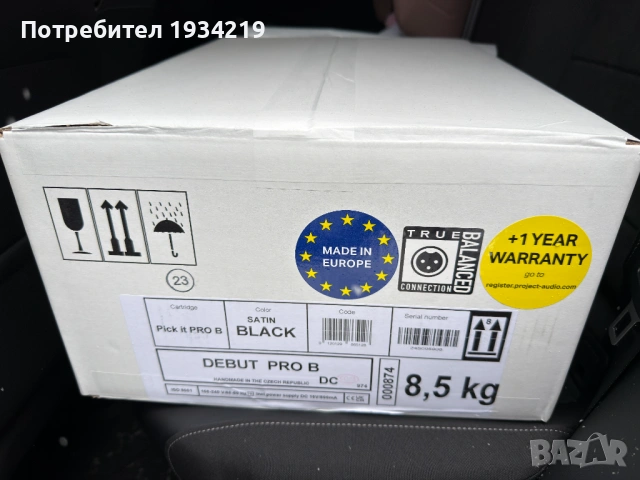 Потребител 1934219
23
MADE IN
EUROPE
TRUE
BALANCED
CONNECTION
+1 YEAR
WARRANTY
go to
register.project-audio.com
Cartridge
Pick it PRO B
Color
SATIN
BLACK
Code
Serial number
8
DEBUT PRO B
HANDMADE IN THE CZECH REPUBLIC
DC
000874
8,5 kg
BAZAR